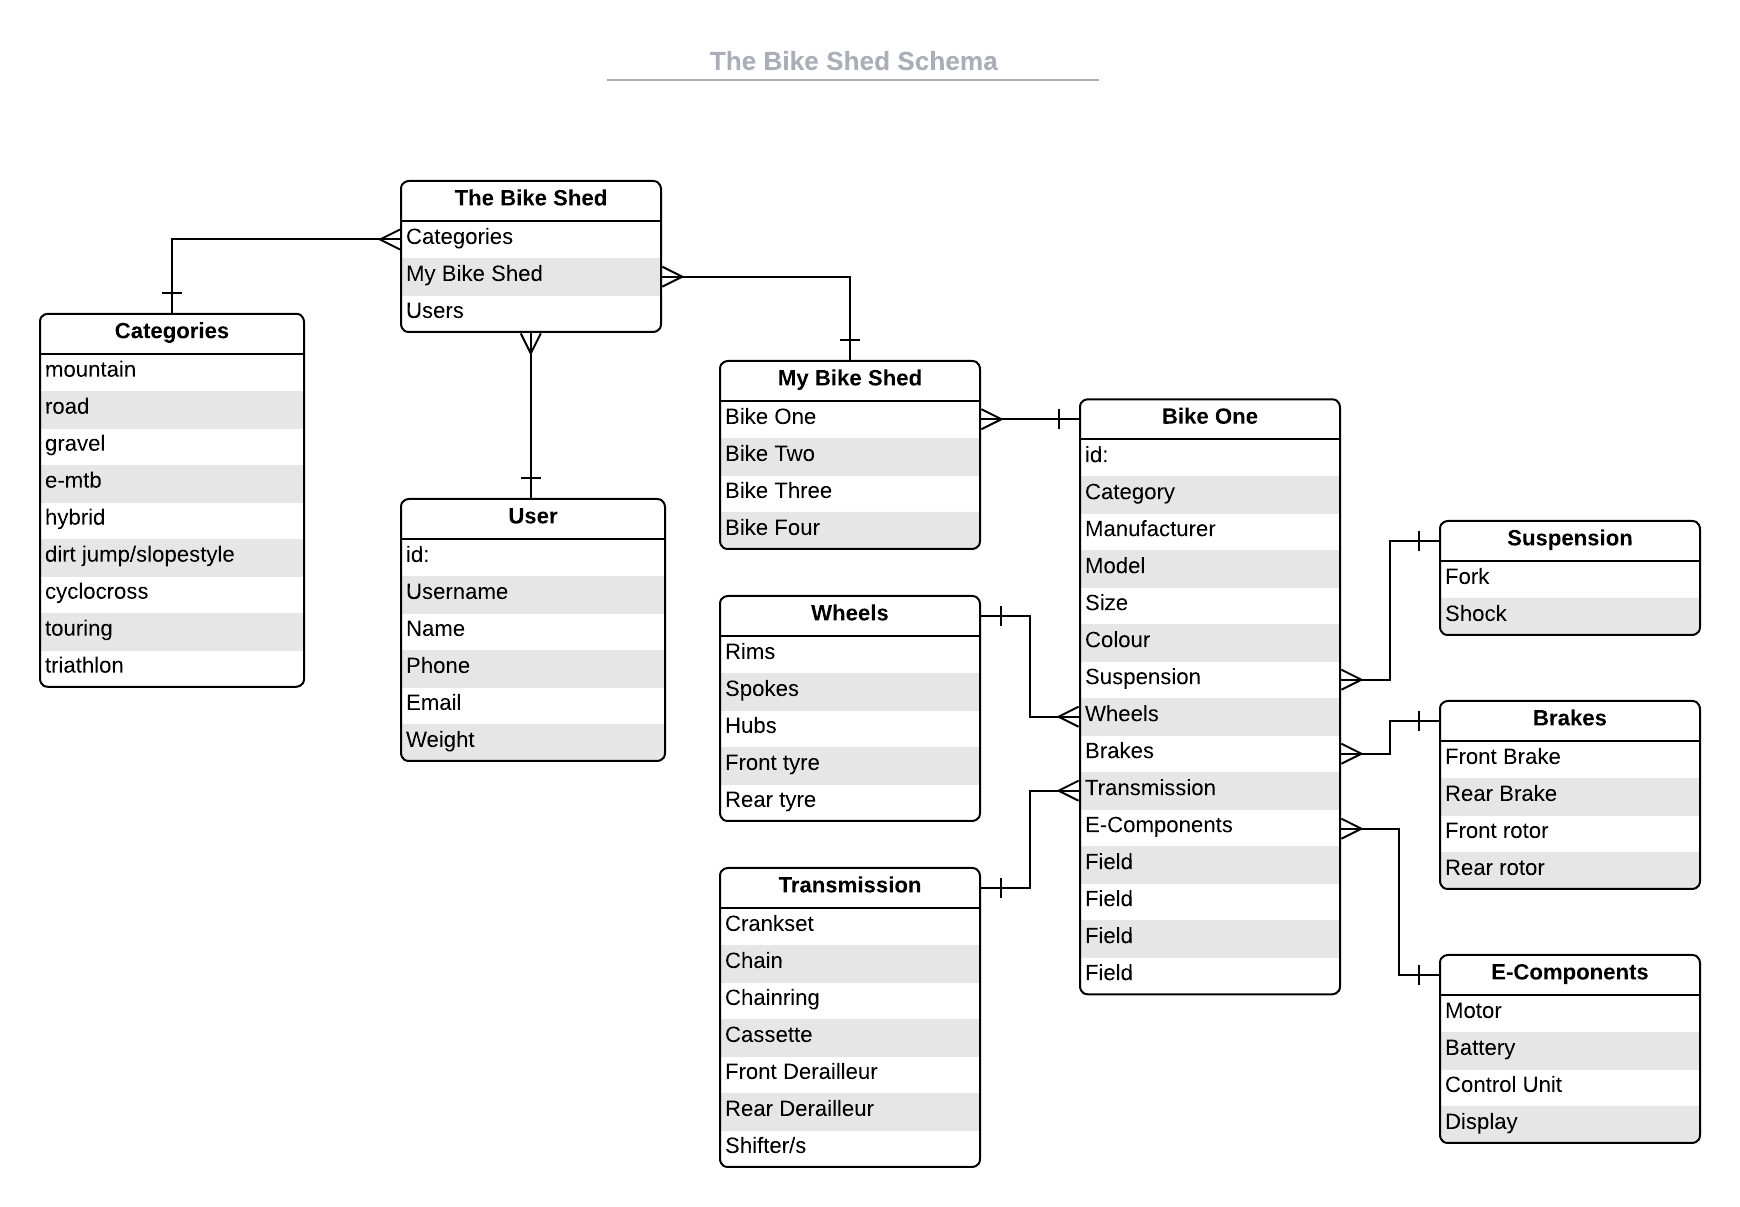 The Bike Shed Schema
The Bike Shed
Categories
My Bike Shed
Users
Categories
mountain
road
gravel
e-mtb
hybrid
dirt jump/slopestyle
cyclocross
touring
triathlon
User
id:
Username
Name
Phone
Email
Weight
My Bike Shed
Bike One
Bike Two
Bike Three
Bike Four
Wheels
Rims
Spokes
Hubs
Front tyre
Rear tyre
Transmission
Crankset
Chain
Chainring
Cassette
Front Derailleur
Rear Derailleur
Shifter/s
Bike One
id:
Category
Manufacturer
Model
Size
Colour
Suspension
Wheels
Brakes
Transmission
E-Components
Field
Field
Field
Field
Suspension
Fork
Shock
Brakes
Front Brake
Rear Brake
Front rotor
Rear rotor
E-Components
Motor
Battery
Control Unit
Display